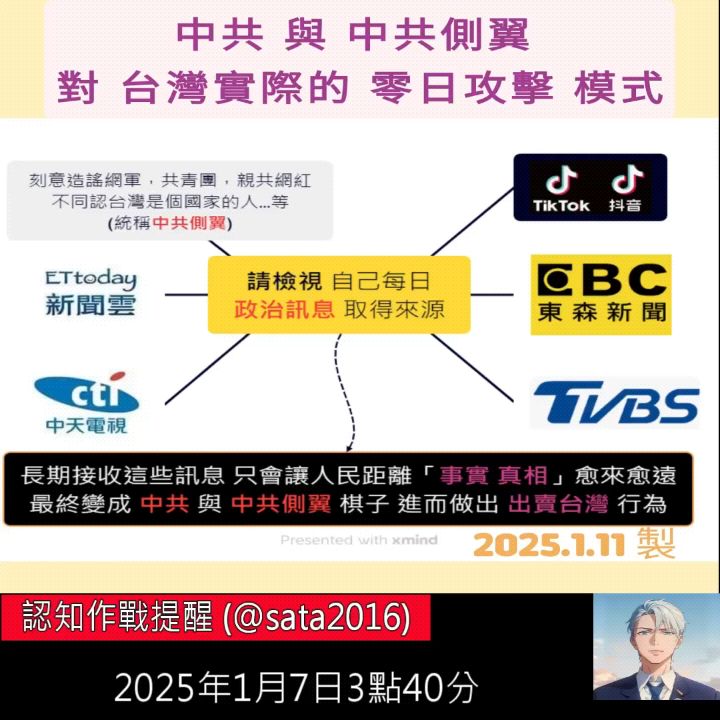 中共 與 中共側翼
對 台灣實際的 零日攻擊 模式
刻意造謠網軍，共青團，親共網紅
不同認台灣是個國家的人...等
(統稱中共側翼)
TikTok 抖音
ETtoday
新聞雲
請檢視 自己每日
政治訊息 取得來源
EBC
東森新聞
cti
中天電視
TVBS
長期接收這些訊息 只會讓人民距離「事實 真相」愈來愈遠
最終變成 中共 與 中共側翼 棋子 進而做出 出賣台灣 行為
Presented with xmind
2025.1.11 製
認知作戰提醒 (@sata2016)
2025年1月7日3點40分